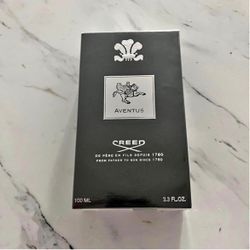 AVENTUS
CREED
DE PÈRE EN FILS DEPUIS 1760
FROM FATHER TO SON SINCE 1760
100 ML 3.3 FL.OZ.